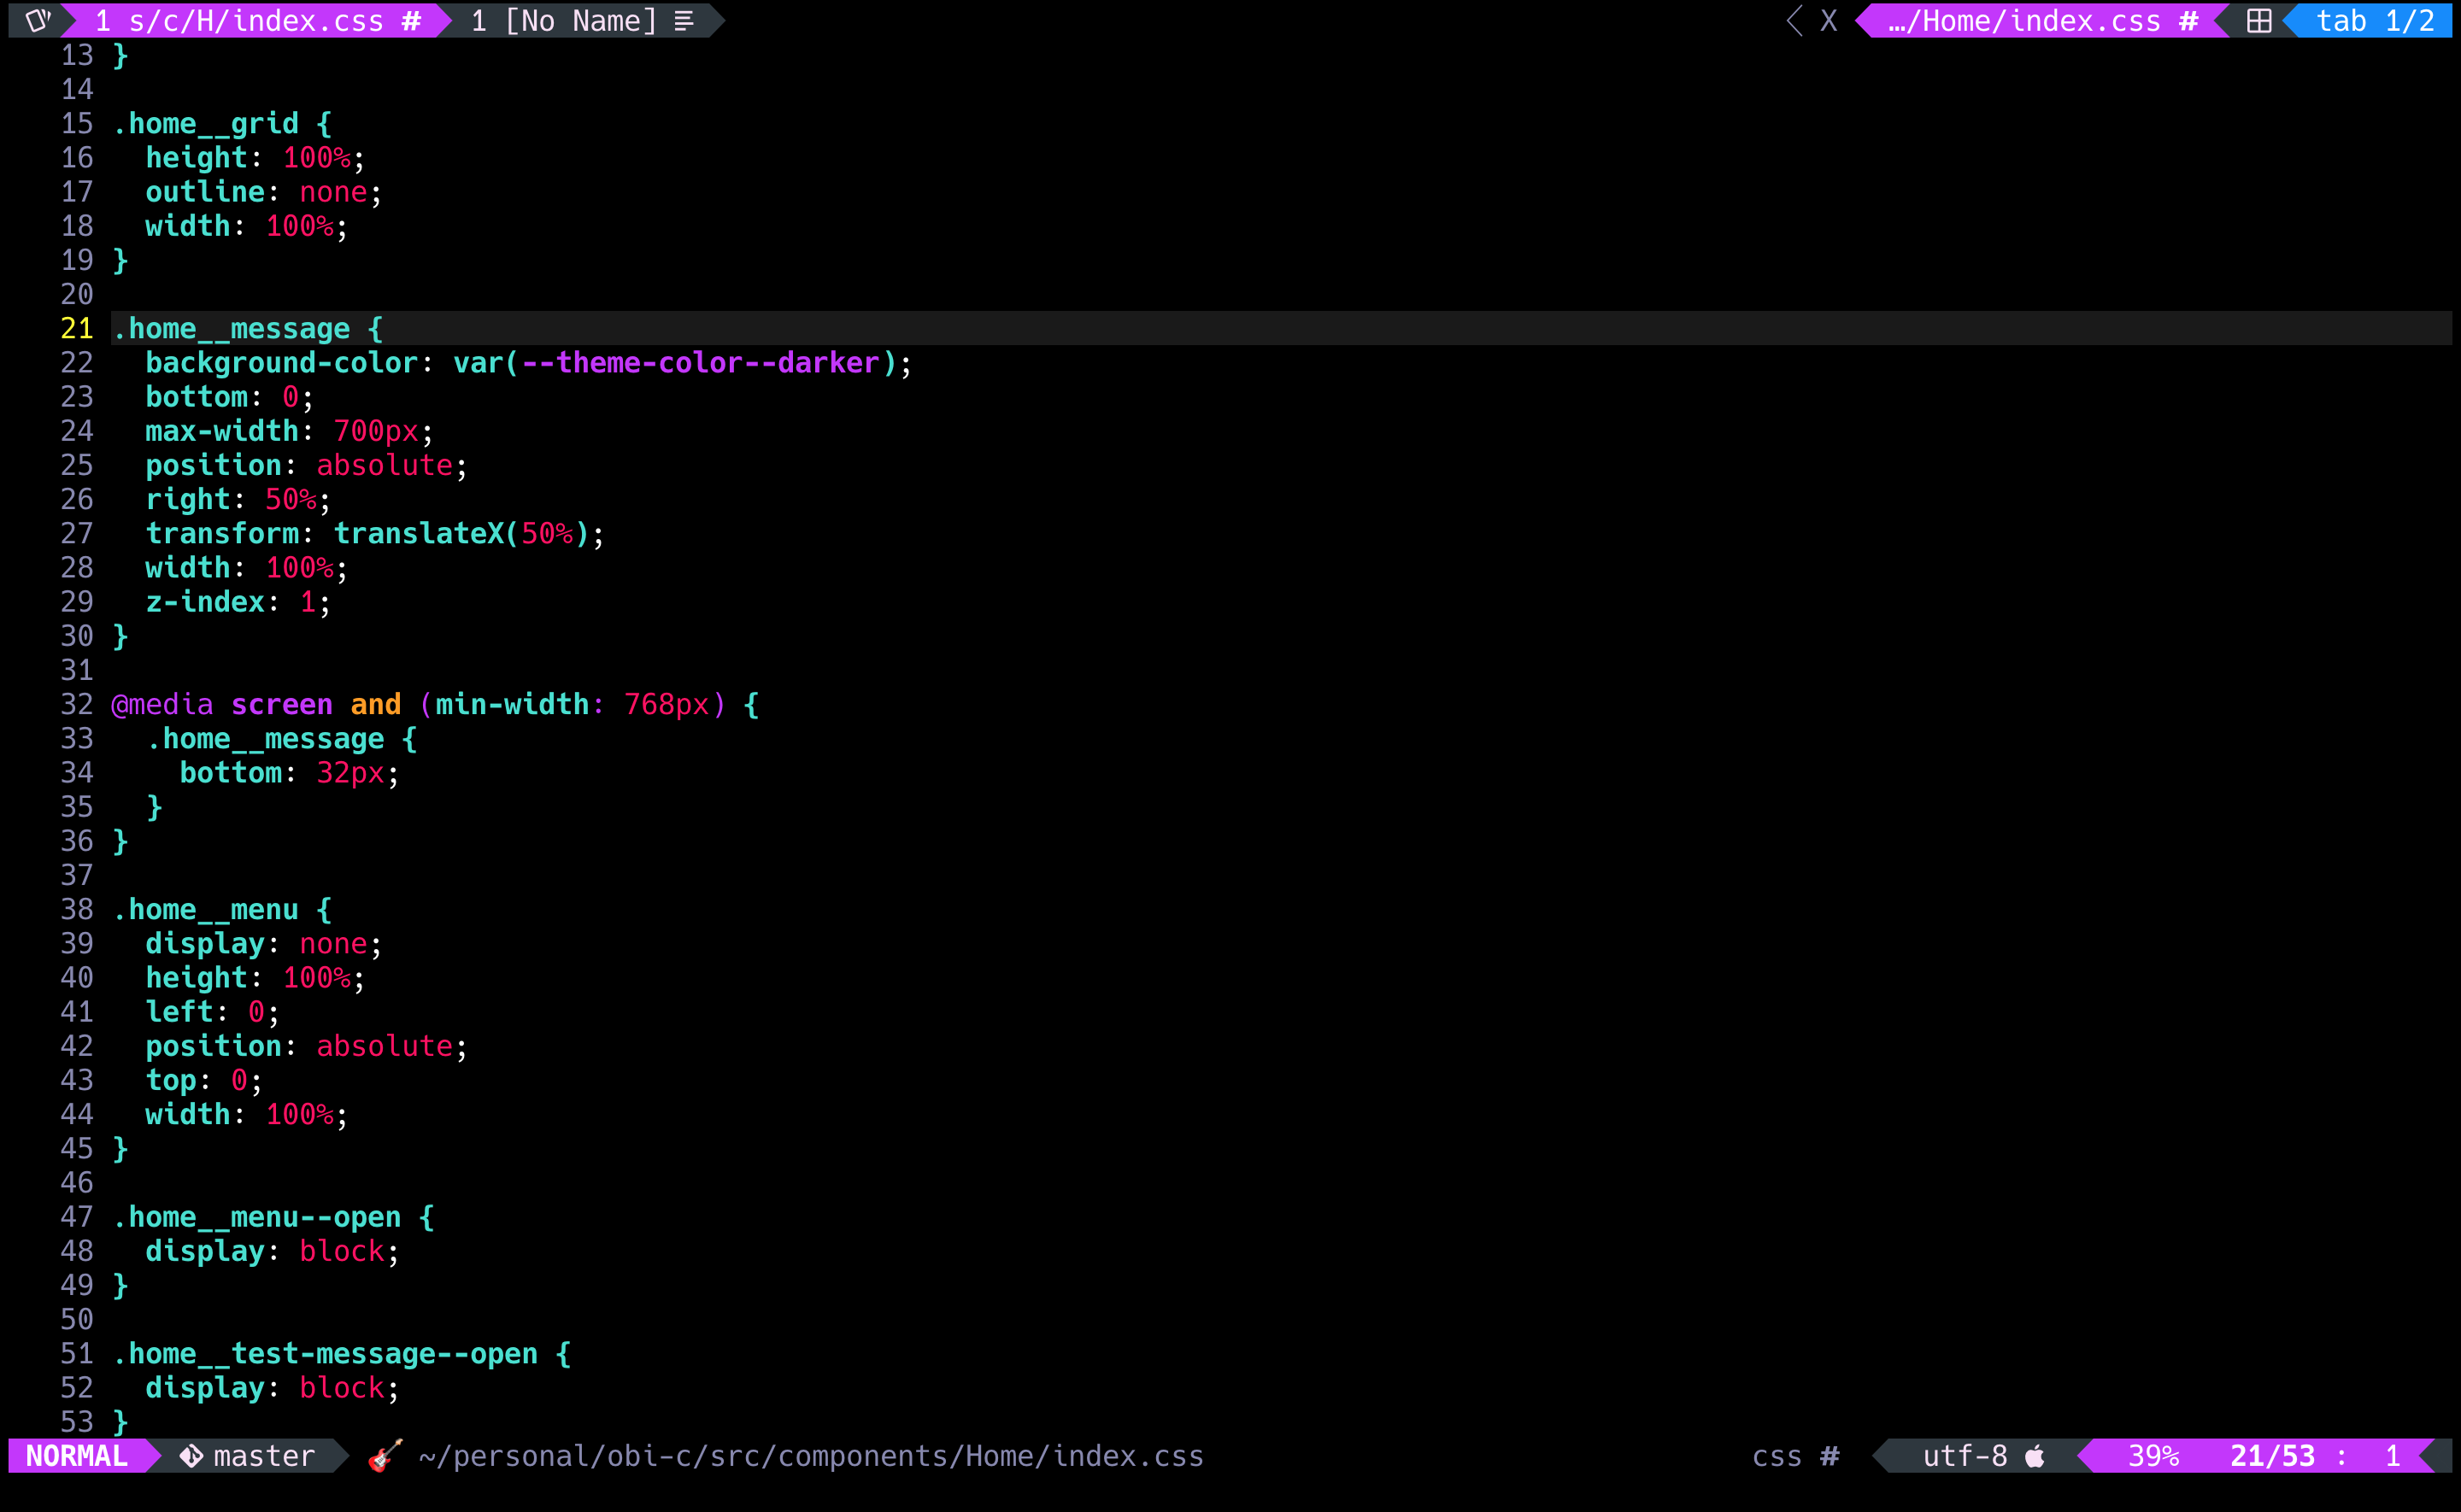 1 s/c/H/index.css # 1 [No Name] X …/Home/index.css # tab 1/2
13 }
14
15 .home__grid {
16   height: 100%;
17   outline: none;
18   width: 100%;
19 }
20
21 .home__message {
22   background-color: var(--theme-color--darker);
23   bottom: 0;
24   max-width: 700px;
25   position: absolute;
26   right: 50%;
27   transform: translateX(50%);
28   width: 100%;
29   z-index: 1;
30 }
31
32 @media screen and (min-width: 768px) {
33   .home__message {
34     bottom: 32px;
35   }
36 }
37
38 .home__menu {
39   display: none;
40   height: 100%;
41   left: 0;
42   position: absolute;
43   top: 0;
44   width: 100%;
45 }
46
47 .home__menu--open {
48   display: block;
49 }
50
51 .home__test-message--open {
52   display: block;
53 }
NORMAL master 🎸 ~/personal/obi-c/src/components/Home/index.css css # utf-8 39% 21/53 : 1